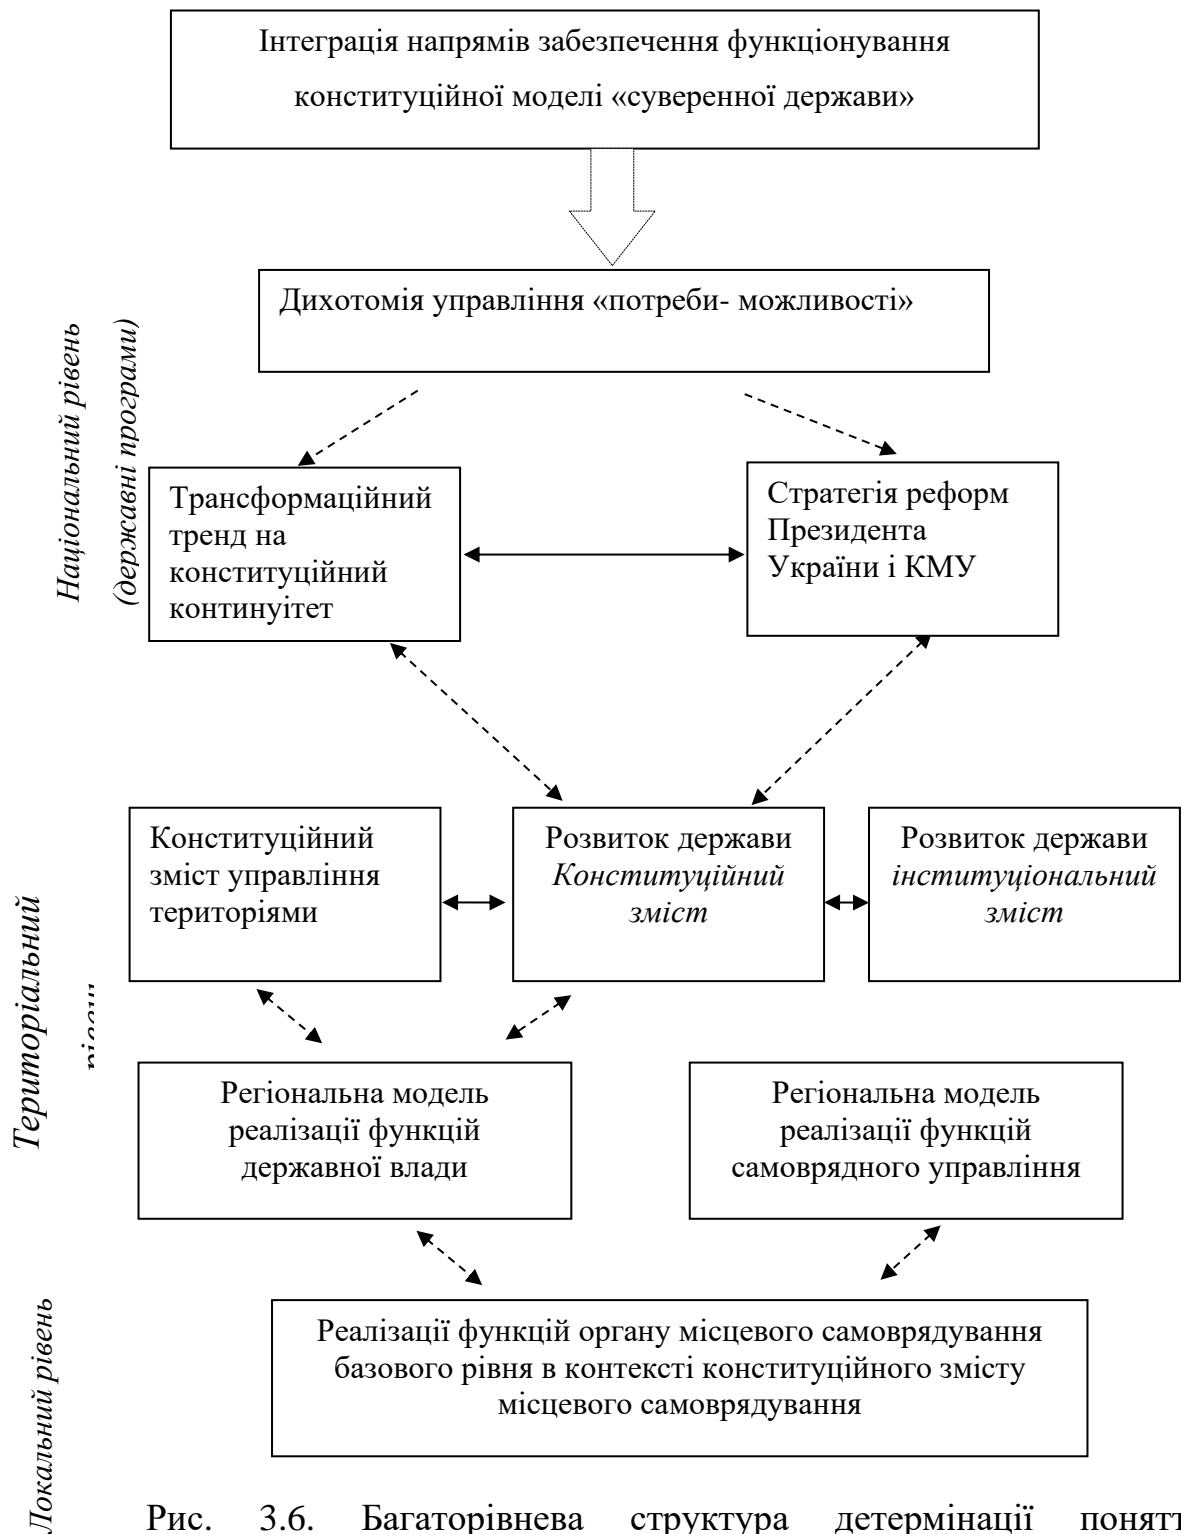 Інтеграція напрямів забезпечення функціонування
конституційної моделі «суверенної держави»
Дихотомія управління «потреби- можливості»
Національний рівень
(державні програми)
Трансформаційний
тренд на
конституційний
континуітет
Стратегія реформ
Президента
України і КМУ
Територіальний
Конституційний
зміст управління
територіями
Розвиток держави
Конституційний
зміст
Розвиток держави
інституціональний
зміст
Регіональна модель
реалізації функцій
державної влади
Регіональна модель
реалізації функцій
самоврядного управління
Локальний рівень
Реалізації функцій органу місцевого самоврядування
базового рівня в контексті конституційного змісту
місцевого самоврядування
Рис. 3.6. Багаторівнева структура детермінації